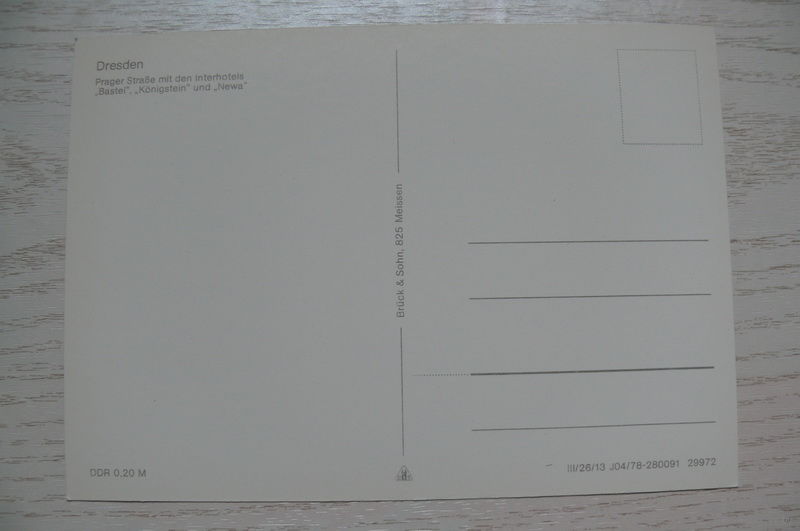 Dresden
Prager Straße mit den Interhotels
„Bastei", „Königstein" und „Newa"
Brück & Sohn, 825 Meissen
DDR 0,20 M
III/26/13 J04/78-280091 29972